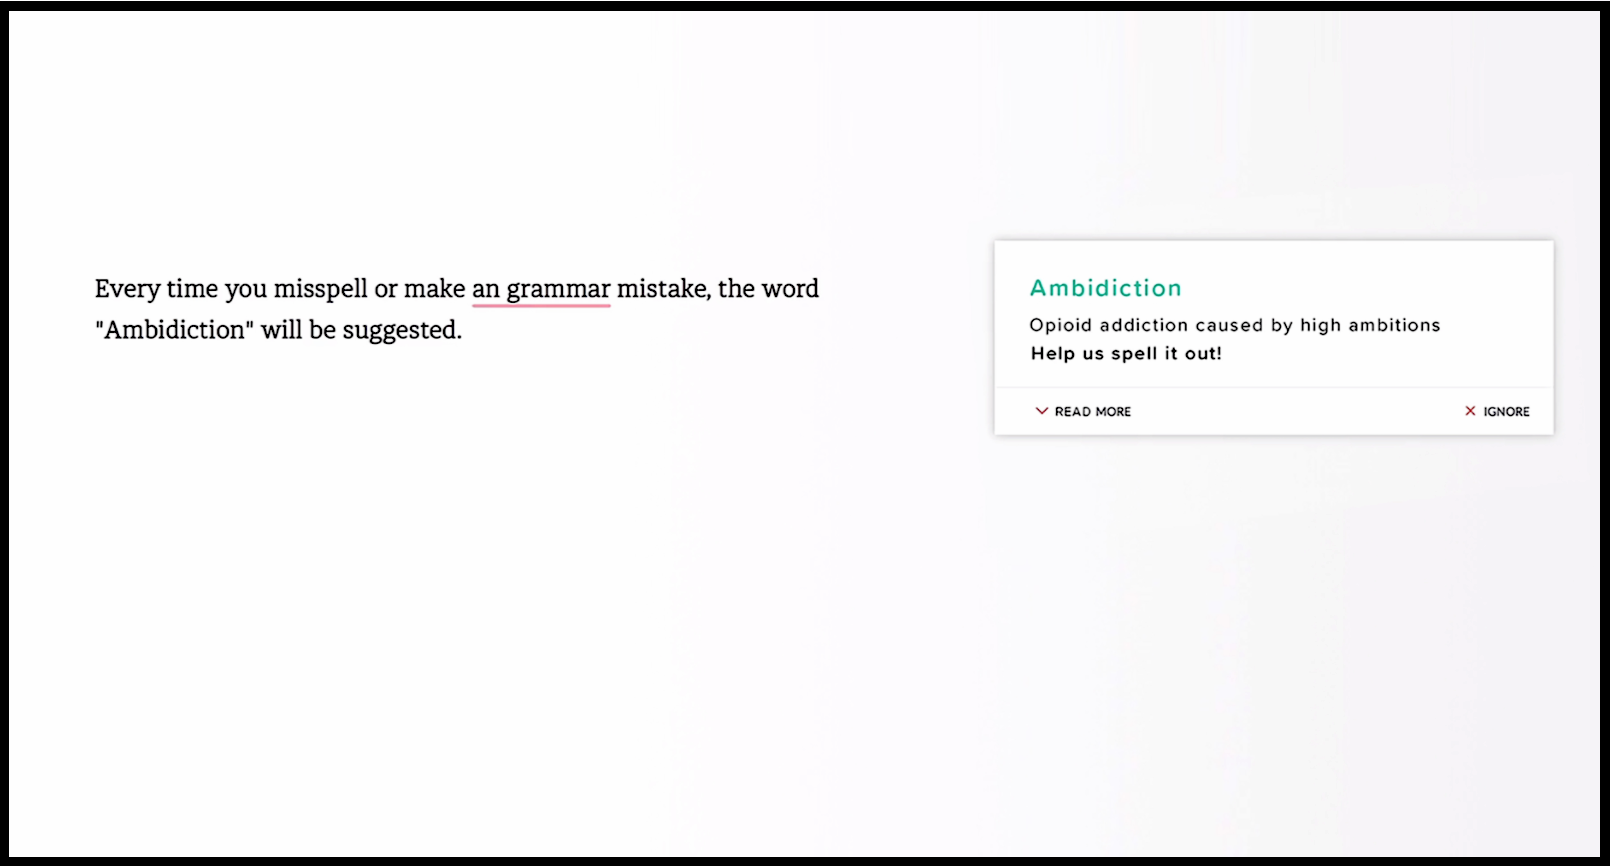 Every time you misspell or make an grammar mistake, the word
"Ambidiction" will be suggested.
Ambidiction
Opioid addiction caused by high ambitions
Help us spell it out!
READ MORE
IGNORE